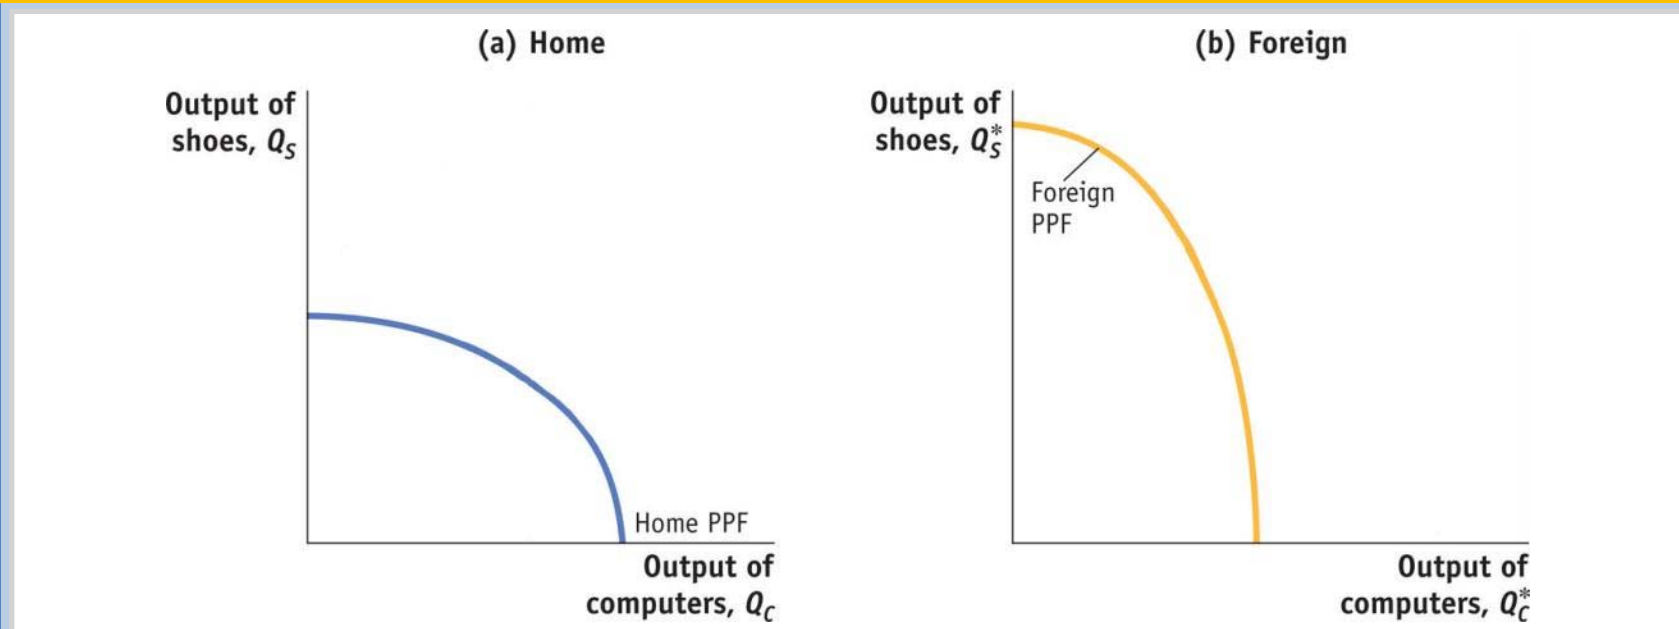 (a) Home
Output of
shoes, Q_S
Home PPF
Output of
computers, Q_C
(b) Foreign
Output of
shoes, Q*_S
Foreign
PPF
Output of
computers, Q*_C